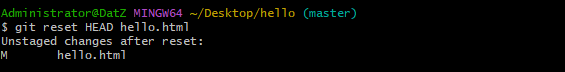 Administrator@DatZ MINGW64 ~/Desktop/hello (master)
$ git reset HEAD hello.html
Unstaged changes after reset:
M       hello.html